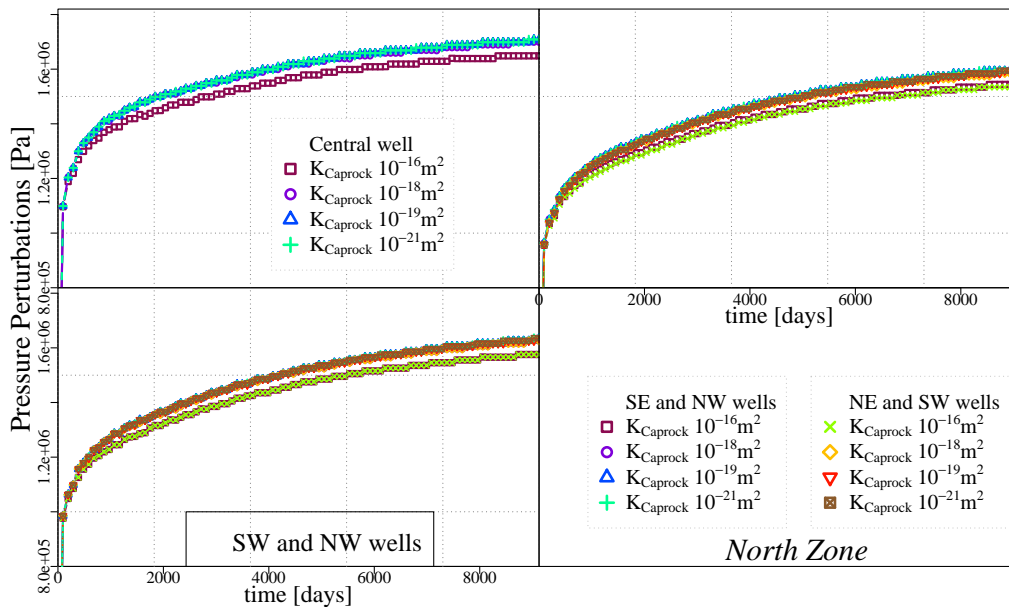 Pressure Perturbations [Pa]
1.6e+06
1.2e+06
8.0e+05
Central well
K_Caprock 10^-16 m^2
K_Caprock 10^-18 m^2
K_Caprock 10^-19 m^2
K_Caprock 10^-21 m^2
0 2000 4000 6000 8000
time [days]
1.6e+06
1.2e+06
8.0e+05
SW and NW wells
0 2000 4000 6000 8000
time [days]
SE and NW wells
K_Caprock 10^-16 m^2
K_Caprock 10^-18 m^2
K_Caprock 10^-19 m^2
K_Caprock 10^-21 m^2
NE and SW wells
K_Caprock 10^-16 m^2
K_Caprock 10^-18 m^2
K_Caprock 10^-19 m^2
K_Caprock 10^-21 m^2
North Zone